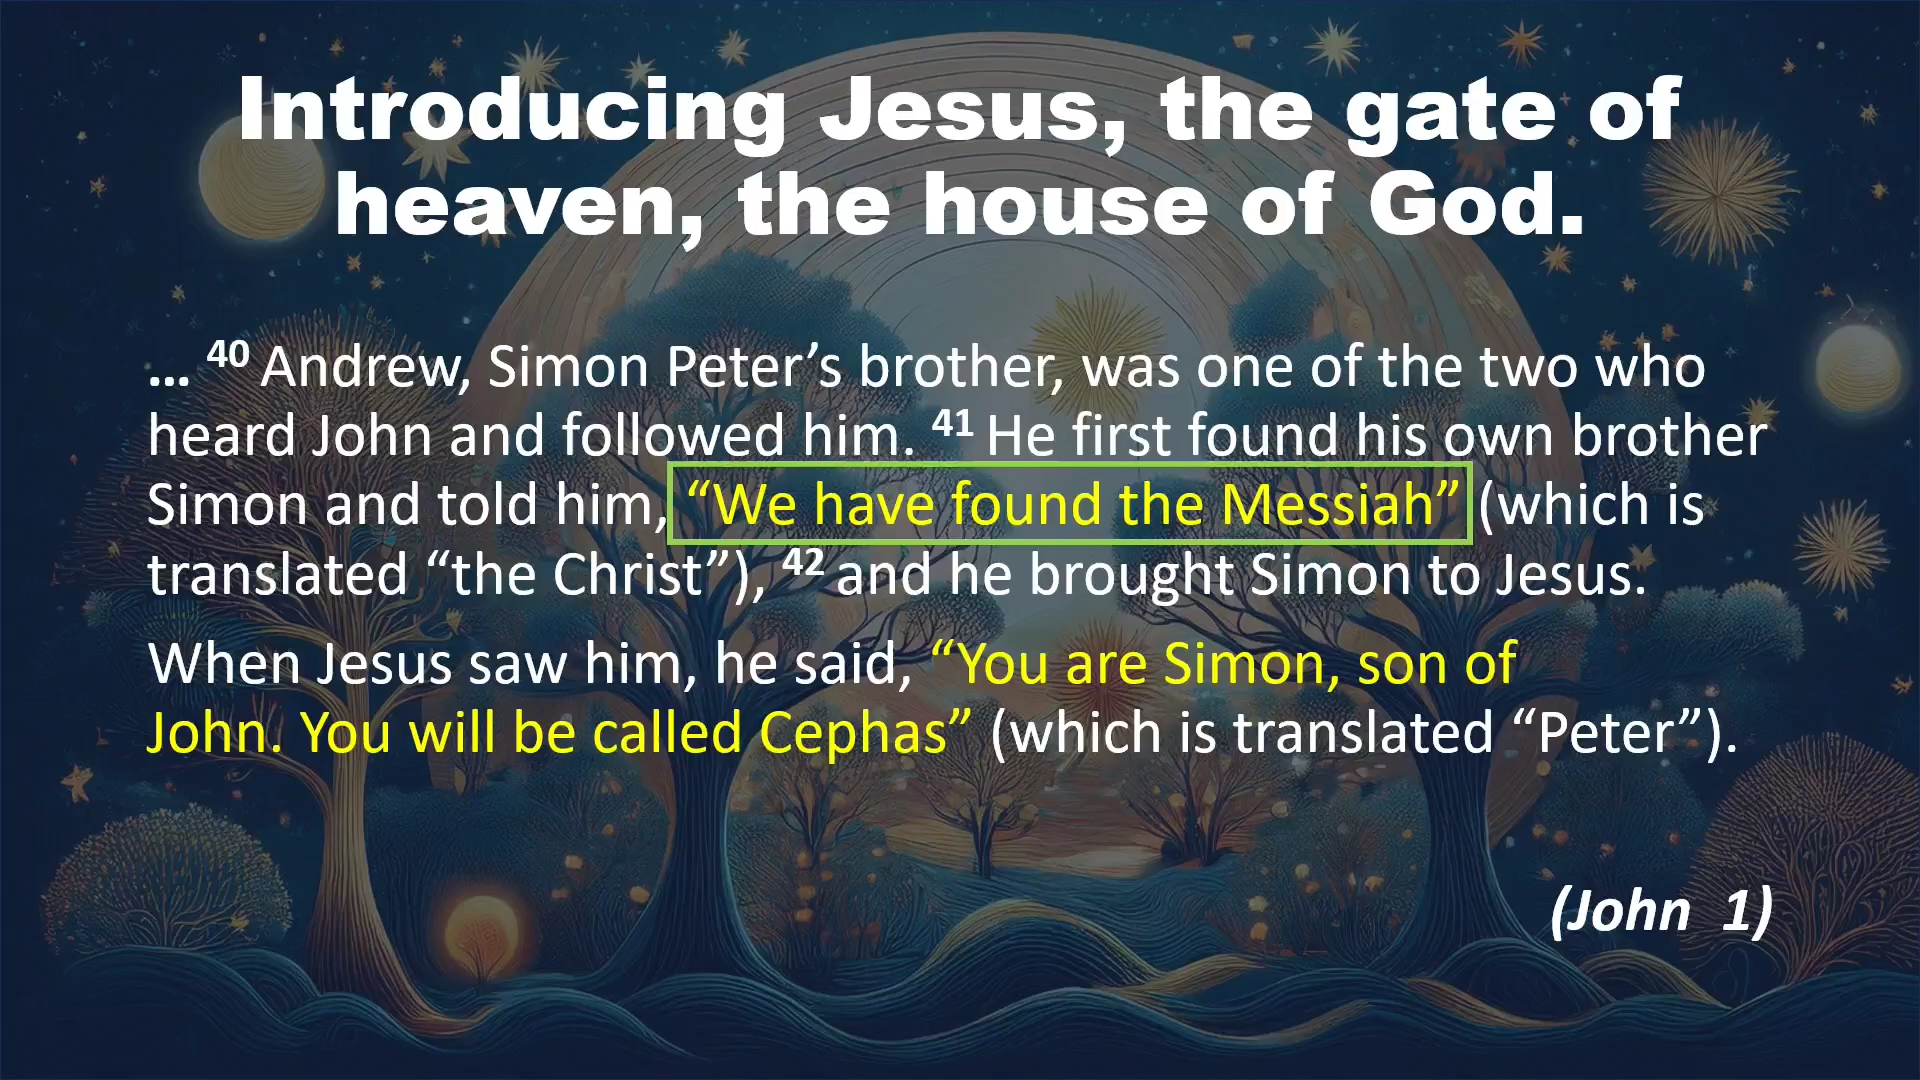 Introducing Jesus, the gate of
heaven, the house of God.
... 40 Andrew, Simon Peter’s brother, was one of the two who
heard John and followed him. 41 He first found his own brother
Simon and told him, “We have found the Messiah” (which is
translated “the Christ”), 42 and he brought Simon to Jesus.
When Jesus saw him, he said, “You are Simon, son of
John. You will be called Cephas” (which is translated “Peter”).
(John 1)